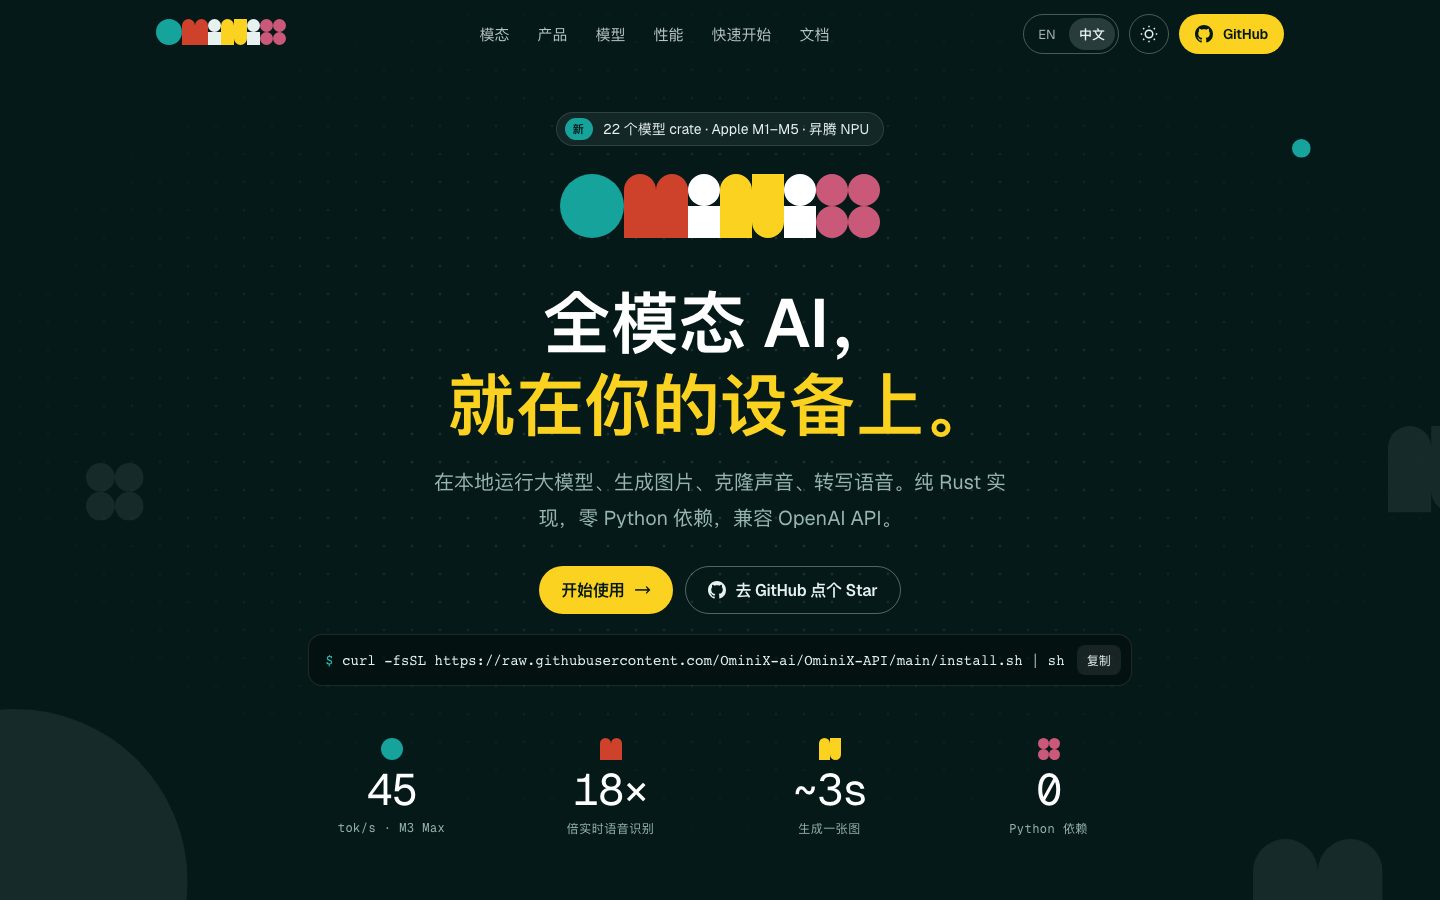 ominix
模态 产品 模型 性能 快速开始 文档
EN 中文
GitHub
新 22 个模型 crate · Apple M1–M5 · 昇腾 NPU
ominix
全模态 AI，
就在你的设备上。
在本地运行大模型、生成图片、克隆声音、转写语音。纯 Rust 实
现，零 Python 依赖，兼容 OpenAI API。
开始使用 →
去 GitHub 点个 Star
$ curl -fsSL https://raw.githubusercontent.com/OminiX-ai/OminiX-API/main/install.sh | sh 复制
45 18× ~3s 0
tok/s · M3 Max 倍实时语音识别 生成一张图 Python 依赖